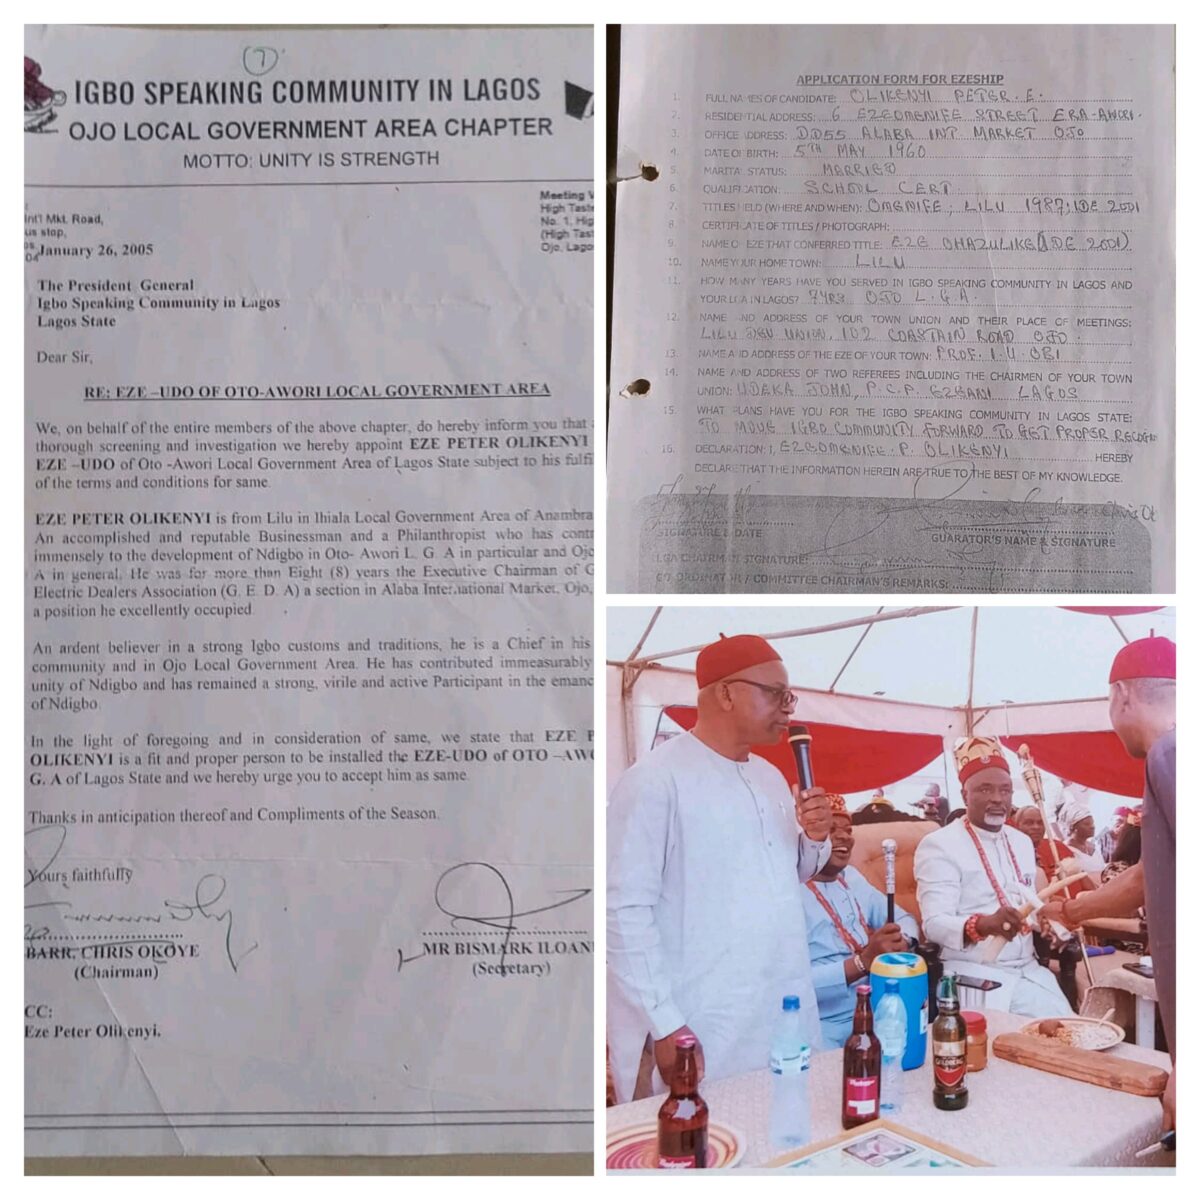 7
IGBO SPEAKING COMMUNITY IN LAGOS
OJO LOCAL GOVERNMENT AREA CHAPTER
MOTTO: UNITY IS STRENGTH
Int'l Mkt. Road,
us stop,
Meeting V
High Tast
No. 1, Hig
(High Tast
Ojo, Lago
January 26, 2005
The President General
Igbo Speaking Community in Lagos
Lagos State
Dear Sir,
RE: EZE –UDO OF OTO-AWORI LOCAL GOVERNMENT AREA
We, on behalf of the entire members of the above chapter, do hereby inform you that
thorough screening and investigation we hereby appoint EZE PETER OLIKENYI
EZE –UDO of Oto -Awori Local Government Area of Lagos State subject to his fulfi
of the terms and conditions for same.
EZE PETER OLIKENYI is from Lilu in Ihiala Local Government Area of Anambra
An accomplished and reputable Businessman and a Philanthropist who has contr
immensely to the development of Ndigbo in Oto- Awori L. G. A in particular and Ojo
A in general. He was for more than Eight (8) years the Executive Chairman of G
Electric Dealers Association (G. E. D. A) a section in Alaba International Market, Ojo,
a position he excellently occupied.
An ardent believer in a strong Igbo customs and traditions, he is a Chief in his
community and in Ojo Local Government Area. He has contributed immeasurably
unity of Ndigbo and has remained a strong, virile and active Participant in the emanc
of Ndigbo.
In the light of foregoing and in consideration of same, we state that EZE P
OLIKENYI is a fit and proper person to be installed the EZE-UDO of OTO –AWO
G. A of Lagos State and we hereby urge you to accept him as same.
Thanks in anticipation thereof and Compliments of the Season.
Yours faithfully
BARR. CHRIS OKOYE
(Chairman)
MR BISMARK ILOAN
(Secretary)
CC:
Eze Peter Olikenyi.
APPLICATION FORM FOR EZESHIP
1. FULL NAMES OF CANDIDATE: OLIKENYI PETER . E .
2. RESIDENTIAL ADDRESS: 6 EZEOMENIFE STREET ERA-AWORI.
3. OFFICE ADDRESS: DD55 ALABA INT MARKET OJO
4. DATE OF BIRTH: 5TH MAY 1960
5. MARITAL STATUS: MERRIED
6. QUALIFICATION: SCHOOL CERT.
7. TITLES HELD (WHERE AND WHEN): OMENIFE, LILU 1987; IDE 2001
8. CERTIFICATE OF TITLES / PHOTOGRAPH:
9. NAME OF EZE THAT CONFERRED TITLE: EZE OHAZULIKE (IDE 2001)
10. NAME YOUR HOME TOWN: LILU
11. HOW MANY YEARS HAVE YOU SERVED IN IGBO SPEAKING COMMUNITY IN LAGOS AND
YOUR LGA IN LAGOS? 9YRS OJO L.G.A.
12. NAME AND ADDRESS OF YOUR TOWN UNION AND THEIR PLACE OF MEETINGS:
LILU DEV UNION, 102 COASTAIN ROAD OJO.
13. NAME AND ADDRESS OF THE EZE OF YOUR TOWN: PROF. I.U. OBI
14. NAME AND ADDRESS OF TWO REFEREES INCLUDING THE CHAIRMEN OF YOUR TOWN
UNION: UDEKA JOHN, P.C.P. EZEANI LAGOS
15. WHAT PLANS HAVE YOU FOR THE IGBO SPEAKING COMMUNITY IN LAGOS STATE:
TO MOVE IGBO COMMUNITY FORWARD TO GET PROPER RECOGN
16. DECLARATION: I, EZEOMENIFE. P. OLIKENYI HEREBY
DECLARE THAT THE INFORMATION HEREIN ARE TRUE TO THE BEST OF MY KNOWLEDGE.
SIGNATURE & DATE
GUARATOR'S NAME & SIGNATURE
LGA CHAIRMAN SIGNATURE:
CO-ORDINATOR / COMMITTEE CHAIRMAN'S REMARKS: